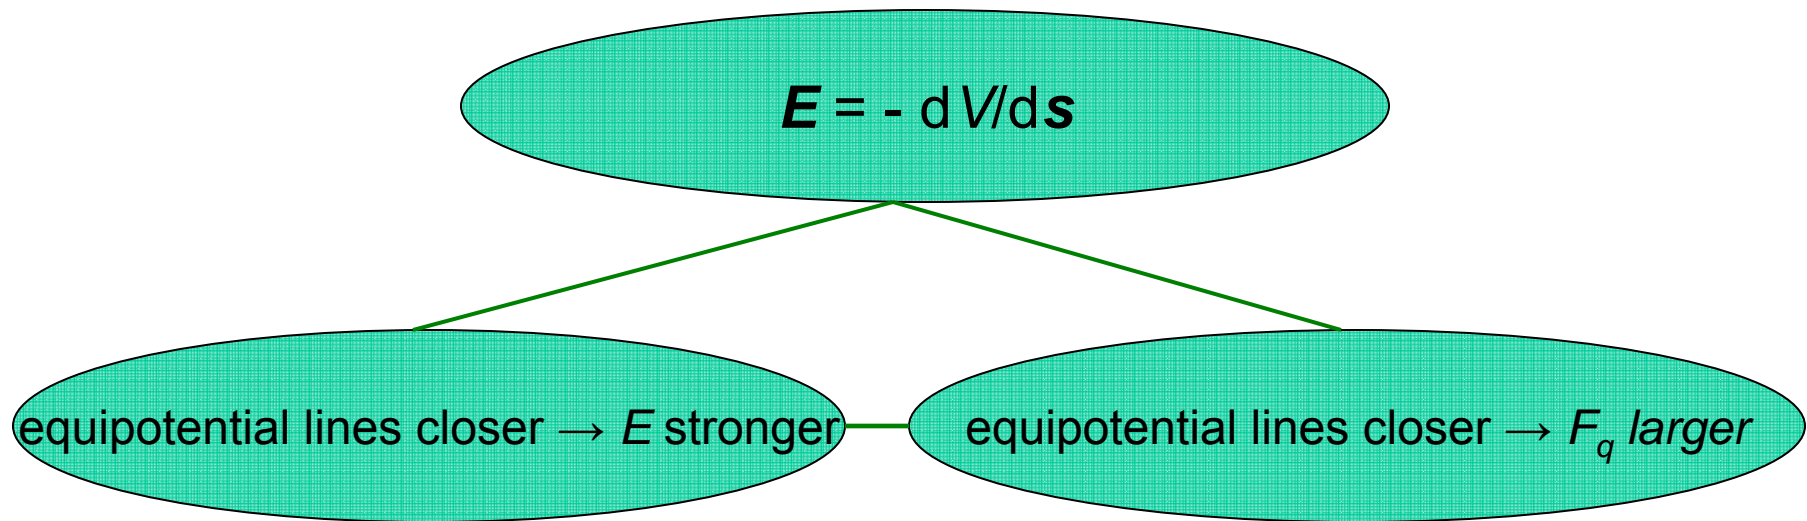 E = - dV/ds
equipotential lines closer → E stronger
equipotential lines closer → Fq larger